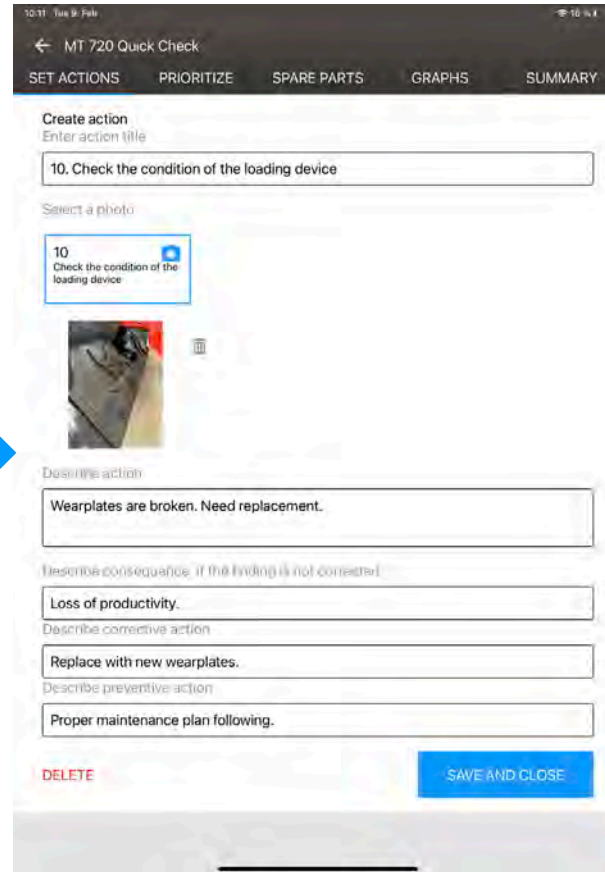 10:11 Tue 9. Feb
MT 720 Quick Check
SET ACTIONS PRIORITIZE SPARE PARTS GRAPHS SUMMARY
Create action
Enter action title
10. Check the condition of the loading device
Select a photo
10
Check the condition of the
loading device
Describe action
Wearplates are broken. Need replacement.
Describe consequence, if the finding is not corrected
Loss of productivity.
Describe corrective action
Replace with new wearplates.
Describe preventive action
Proper maintenance plan following.
DELETE SAVE AND CLOSE